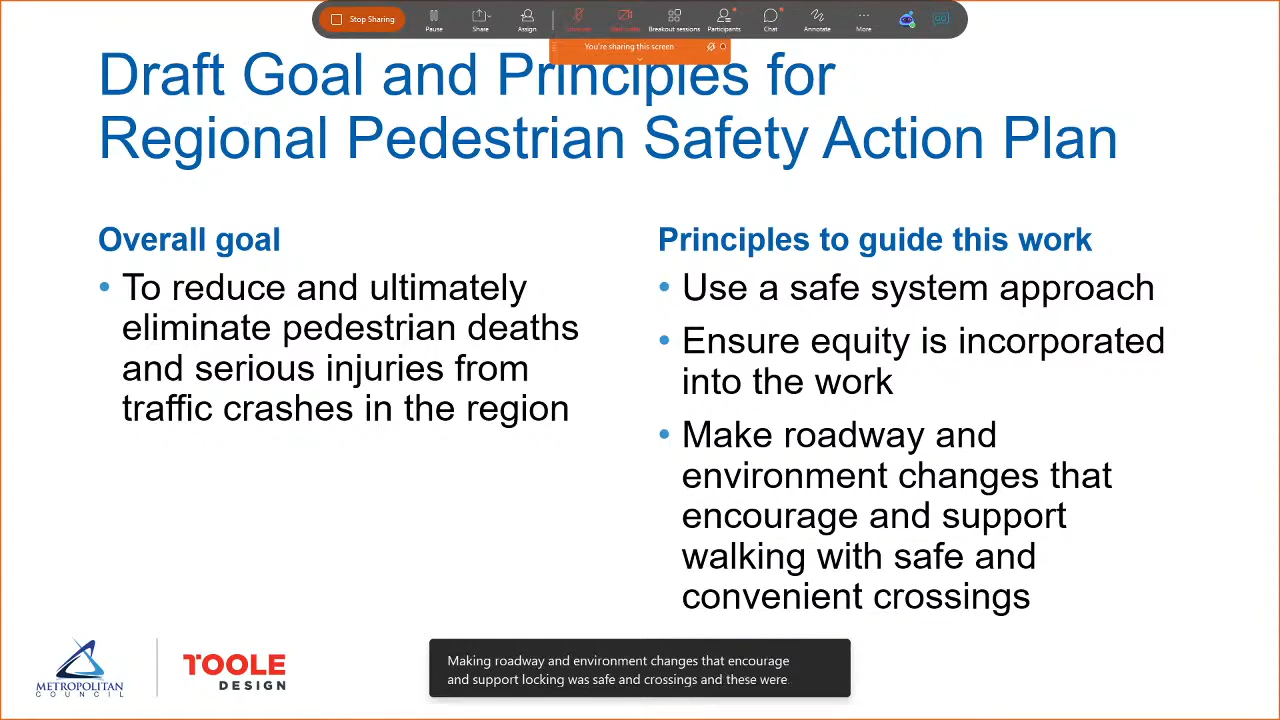 Stop Sharing
Pause
Share
Assign
Breakout sessions
Participants
Chat
Annotate
More
You're sharing this screen
Draft Goal and Principles for
Regional Pedestrian Safety Action Plan
Overall goal
• To reduce and ultimately
eliminate pedestrian deaths
and serious injuries from
traffic crashes in the region
Principles to guide this work
• Use a safe system approach
• Ensure equity is incorporated
into the work
• Make roadway and
environment changes that
encourage and support
walking with safe and
convenient crossings
METROPOLITAN
COUNCIL
TOOLE
DESIGN
Making roadway and environment changes that encourage
and support locking was safe and crossings and these were